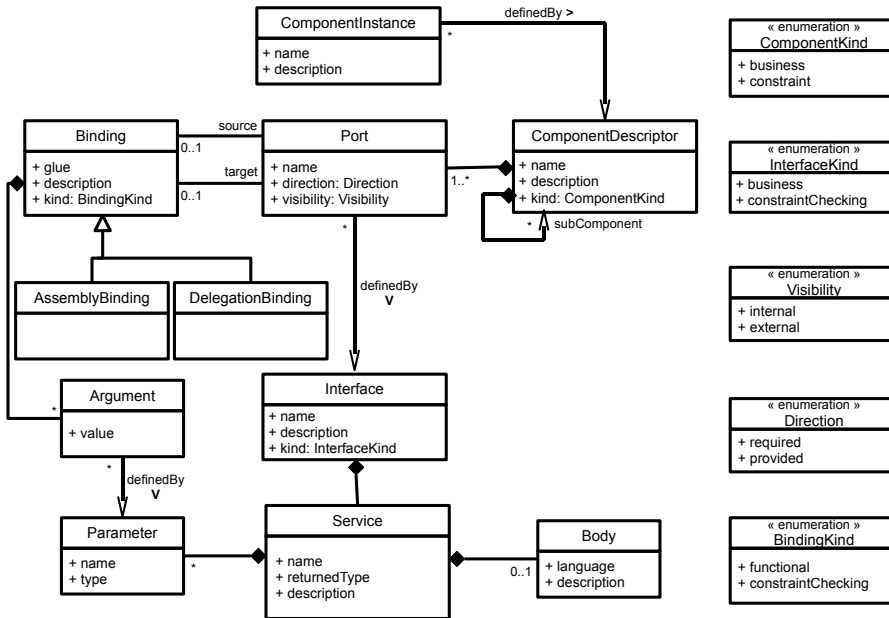 ComponentInstance
+ name
+ description
definedBy >
*
« enumeration »
ComponentKind
+ business
+ constraint
Binding
+ glue
+ description
+ kind: BindingKind
source
0..1
target
0..1
Port
+ name
+ direction: Direction
+ visibility: Visibility
1..*
*
ComponentDescriptor
+ name
+ description
+ kind: ComponentKind
*
subComponent
« enumeration »
InterfaceKind
+ business
+ constraintChecking
AssemblyBinding
DelegationBinding
definedBy
V
« enumeration »
Visibility
+ internal
+ external
Argument
+ value
*
*
definedBy
V
Interface
+ name
+ description
+ kind: InterfaceKind
« enumeration »
Direction
+ required
+ provided
Parameter
+ name
+ type
*
Service
+ name
+ returnedType
+ description
Body
+ language
+ description
0..1
« enumeration »
BindingKind
+ functional
+ constraintChecking